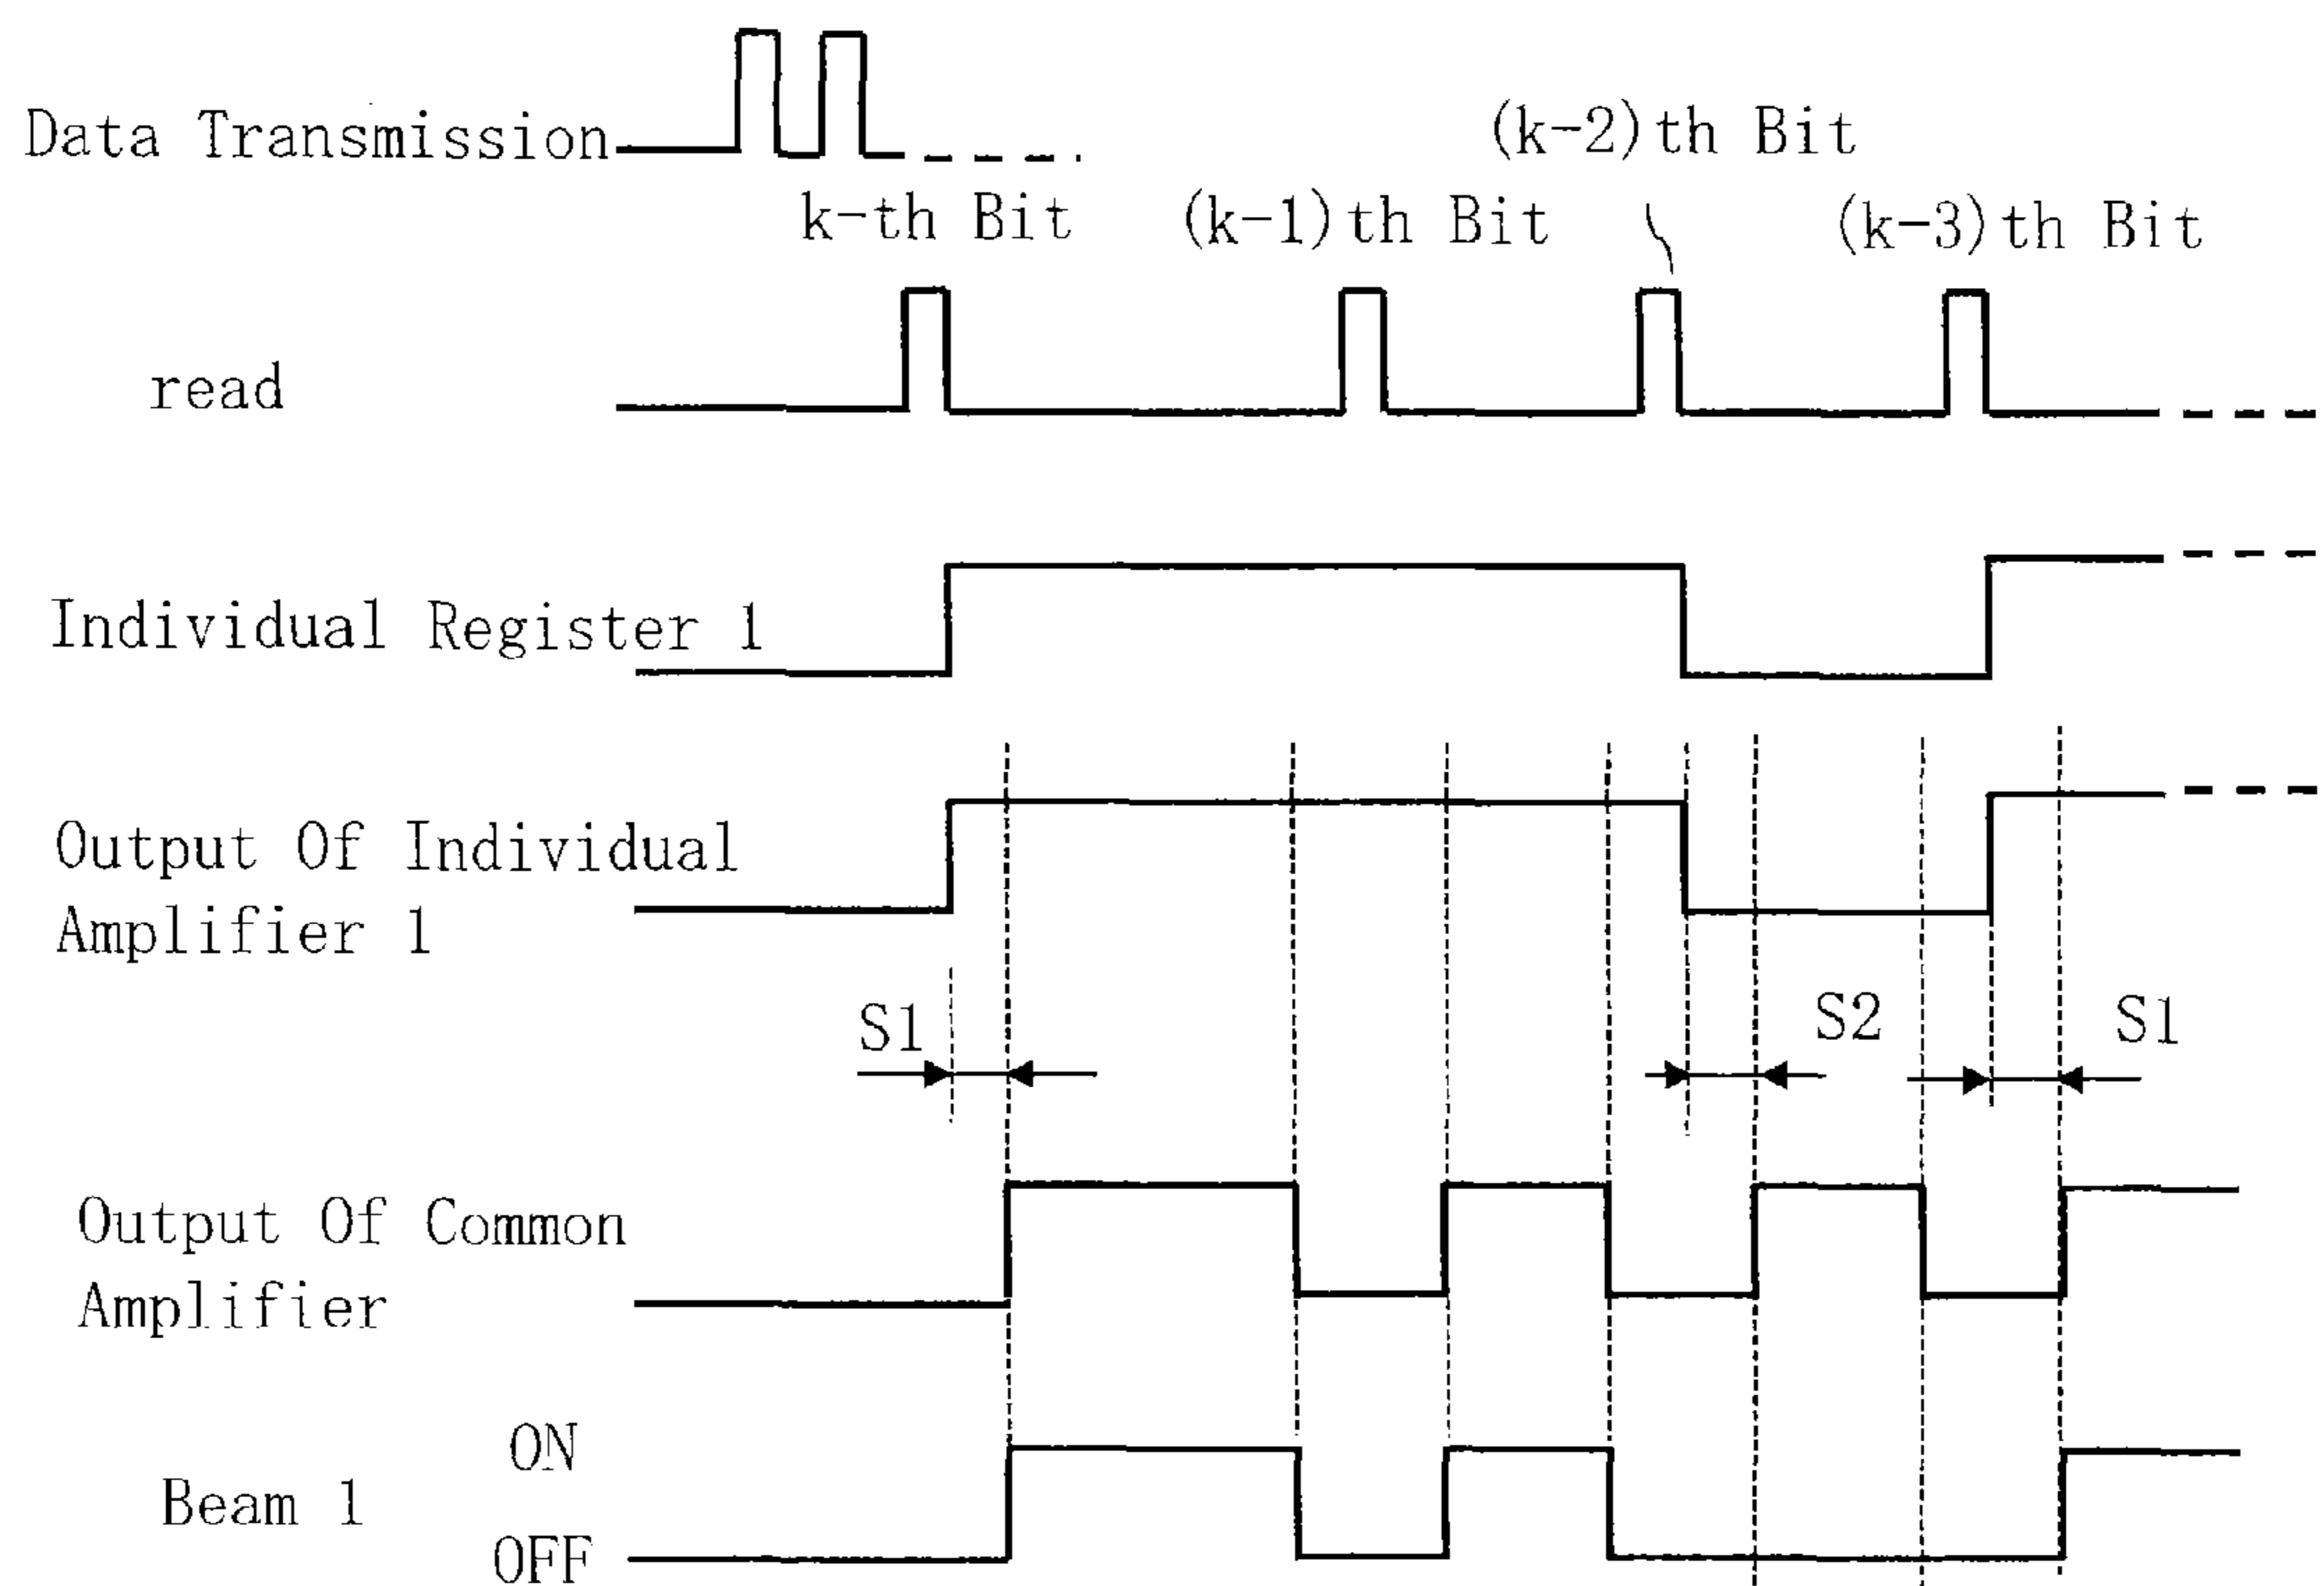 Data Transmission
(k-2)th Bit
k-th Bit
(k-1)th Bit
(k-3)th Bit
read
Individual Register 1
Output Of Individual
Amplifier 1
S1
S2
S1
Output Of Common
Amplifier
ON
Beam 1
OFF